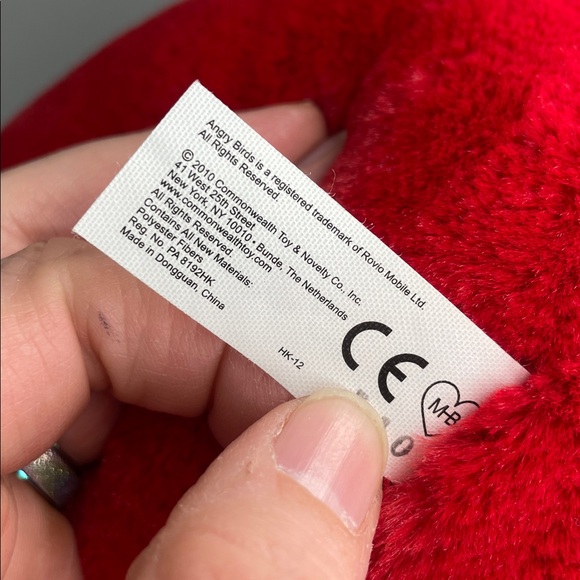 Angry Birds is a registered trademark of Rovio Mobile Ltd.
All Rights Reserved.
© 2010 Commonwealth Toy & Novelty Co., Inc.
41 West 25th Street,
New York, NY 10010 • Bunde, The Netherlands
www.commonwealthtoy.com
All Rights Reserved.
Contains All New Materials:
Polyester Fibers
Reg. No. PA 8192HK
Made in Dongguan, China
HK-12
CE
M-B